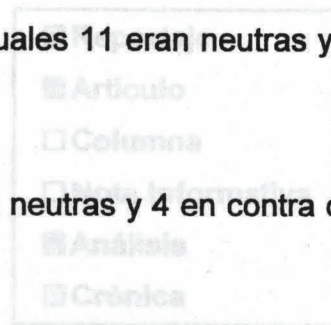 uales 11 eran neutras y
Artículo
Columna
Nota Informativa
neutras y 4 en contra
Análisis
Crónica